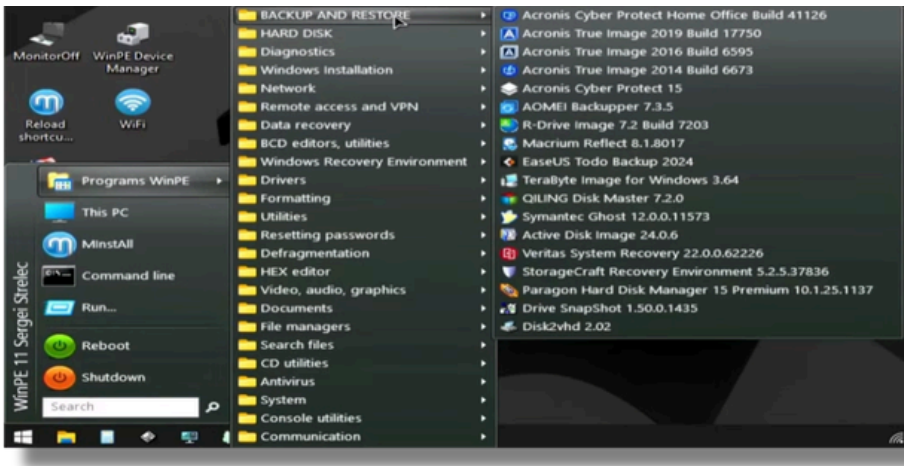 MonitorOff
WinPE Device
Manager
Reload
shortcu...
WiFi
WinPE 11 Sergei Strelec
Programs WinPE
This PC
MInstAll
Command line
Run...
Reboot
Shutdown
Search
BACKUP AND RESTORE
HARD DISK
Diagnostics
Windows Installation
Network
Remote access and VPN
Data recovery
BCD editors, utilities
Windows Recovery Environment
Drivers
Formatting
Utilities
Resetting passwords
Defragmentation
HEX editor
Video, audio, graphics
Documents
File managers
Search files
CD utilities
Antivirus
System
Console utilities
Communication
Acronis Cyber Protect Home Office Build 41126
Acronis True Image 2019 Build 17750
Acronis True Image 2016 Build 6595
Acronis True Image 2014 Build 6673
Acronis Cyber Protect 15
AOMEI Backupper 7.3.5
R-Drive Image 7.2 Build 7203
Macrium Reflect 8.1.8017
EaseUS Todo Backup 2024
TeraByte Image for Windows 3.64
QILING Disk Master 7.2.0
Symantec Ghost 12.0.0.11573
Active Disk Image 24.0.6
Veritas System Recovery 22.0.0.62226
StorageCraft Recovery Environment 5.2.5.37836
Paragon Hard Disk Manager 15 Premium 10.1.25.1137
Drive SnapShot 1.50.0.1435
Disk2vhd 2.02